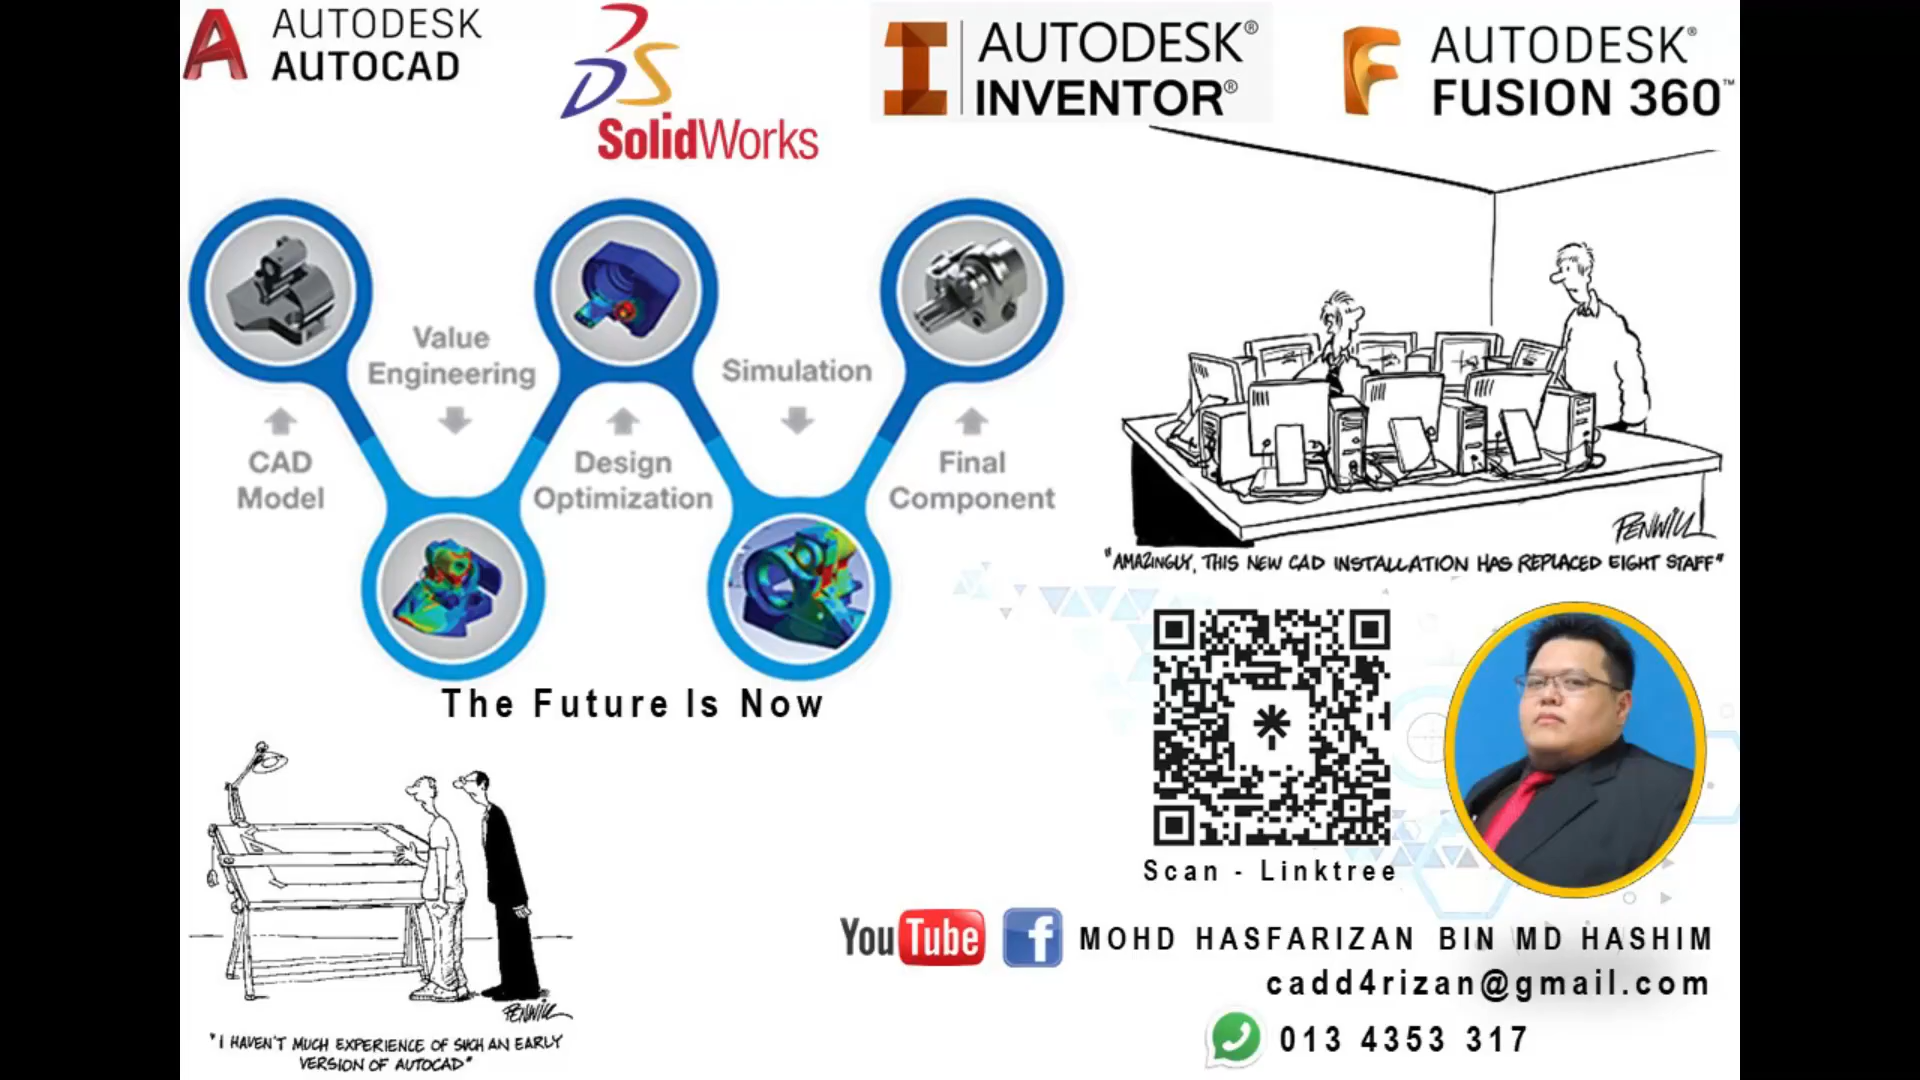 AUTODESK
AUTOCAD
SolidWorks
AUTODESK®
INVENTOR®
AUTODESK®
FUSION 360™
Value
Engineering
Simulation
CAD
Model
Design
Optimization
Final
Component
The Future Is Now
PENWILL
"AMAZINGLY, THIS NEW CAD INSTALLATION HAS REPLACED EIGHT STAFF"
Scan - Linktree
PENWILL
"I HAVEN'T MUCH EXPERIENCE OF SUCH AN EARLY
VERSION OF AUTOCAD"
YouTube
f
MOHD HASFARIZAN BIN MD HASHIM
cadd4rizan@gmail.com
013 4353 317